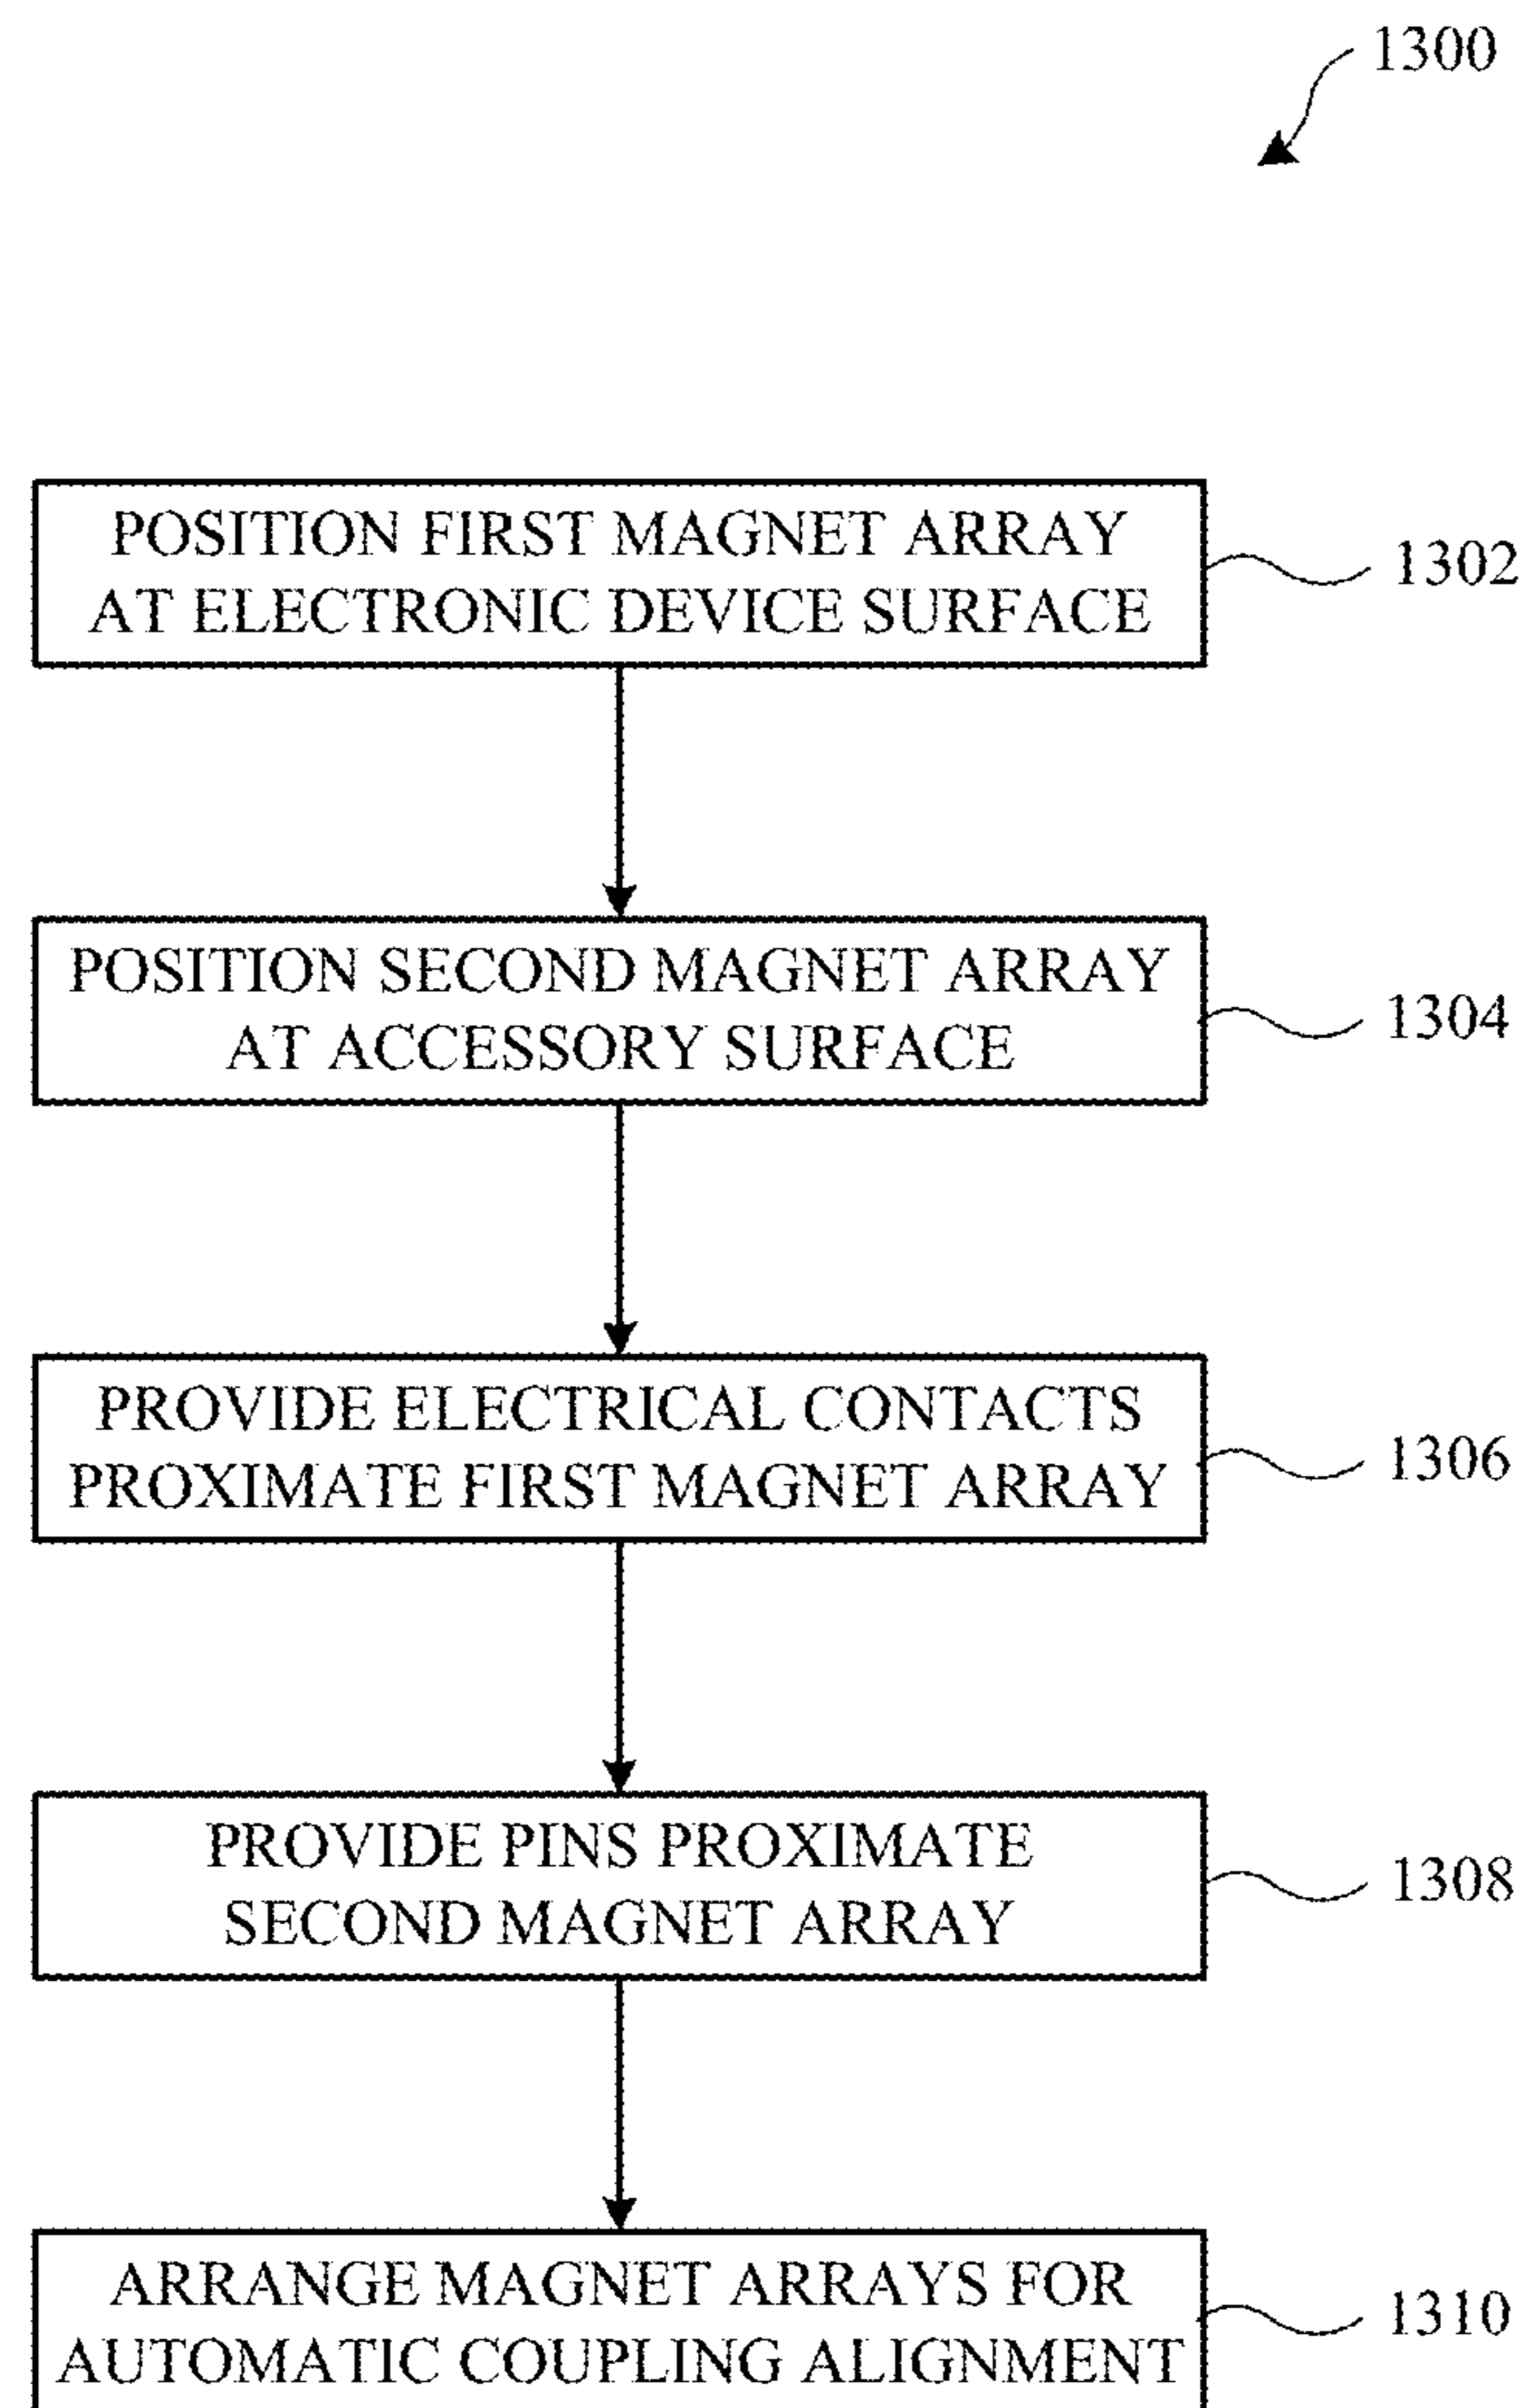 1300
POSITION FIRST MAGNET ARRAY
AT ELECTRONIC DEVICE SURFACE
1302
POSITION SECOND MAGNET ARRAY
AT ACCESSORY SURFACE
1304
PROVIDE ELECTRICAL CONTACTS
PROXIMATE FIRST MAGNET ARRAY
1306
PROVIDE PINS PROXIMATE
SECOND MAGNET ARRAY
1308
ARRANGE MAGNET ARRAYS FOR
AUTOMATIC COUPLING ALIGNMENT
1310